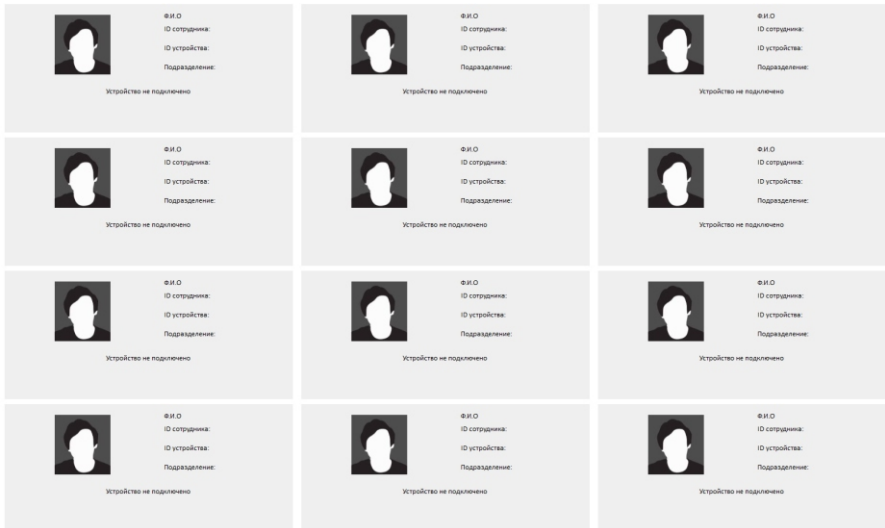 Ф.И.О
ID сотрудника:
ID устройства:
Подразделение:
Устройство не подключено
Ф.И.О
ID сотрудника:
ID устройства:
Подразделение:
Устройство не подключено
Ф.И.О
ID сотрудника:
ID устройства:
Подразделение:
Устройство не подключено
Ф.И.О
ID сотрудника:
ID устройства:
Подразделение:
Устройство не подключено
Ф.И.О
ID сотрудника:
ID устройства:
Подразделение:
Устройство не подключено
Ф.И.О
ID сотрудника:
ID устройства:
Подразделение:
Устройство не подключено
Ф.И.О
ID сотрудника:
ID устройства:
Подразделение:
Устройство не подключено
Ф.И.О
ID сотрудника:
ID устройства:
Подразделение:
Устройство не подключено
Ф.И.О
ID сотрудника:
ID устройства:
Подразделение:
Устройство не подключено
Ф.И.О
ID сотрудника:
ID устройства:
Подразделение:
Устройство не подключено
Ф.И.О
ID сотрудника:
ID устройства:
Подразделение:
Устройство не подключено
Ф.И.О
ID сотрудника:
ID устройства:
Подразделение:
Устройство не подключено